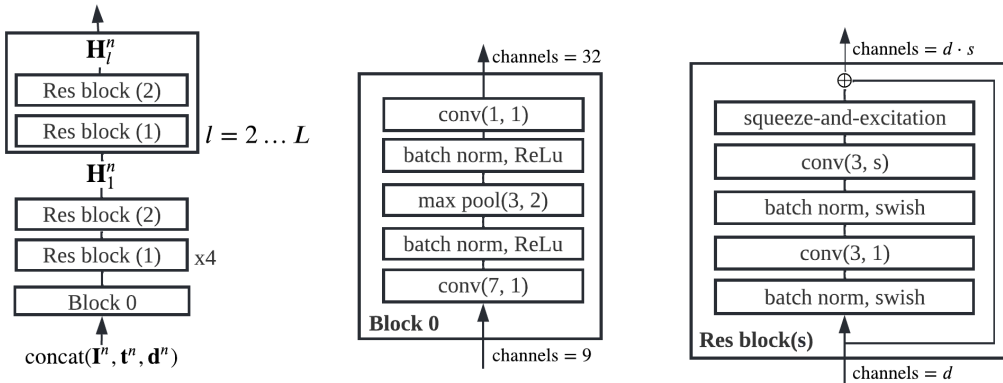 H_l^n
Res block (2)
Res block (1)
l = 2 … L
H_1^n
Res block (2)
Res block (1)
x4
Block 0
concat(I^n, t^n, d^n)
channels = 32
conv(1, 1)
batch norm, ReLu
max pool(3, 2)
batch norm, ReLu
conv(7, 1)
Block 0
channels = 9
channels = d · s
squeeze-and-excitation
conv(3, s)
batch norm, swish
conv(3, 1)
batch norm, swish
Res block(s)
channels = d